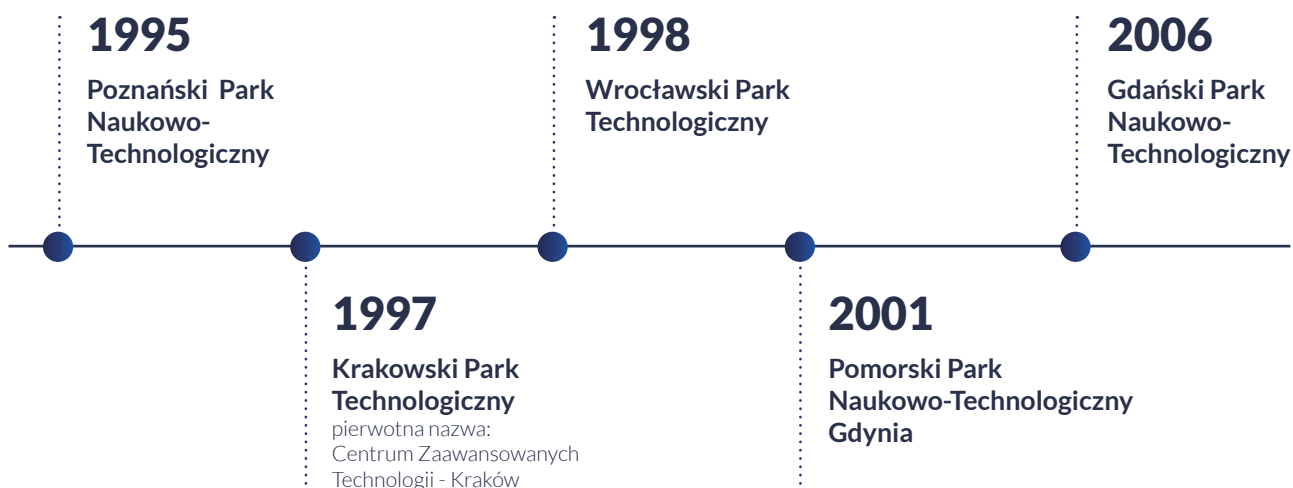 1995
Poznański Park
Naukowo-
Technologiczny
1997
Krakowski Park
Technologiczny
pierwotna nazwa:
Centrum Zaawansowanych
Technologii - Kraków
1998
Wrocławski Park
Technologiczny
2001
Pomorski Park
Naukowo-Technologiczny
Gdynia
2006
Gdański Park
Naukowo-
Technologiczny